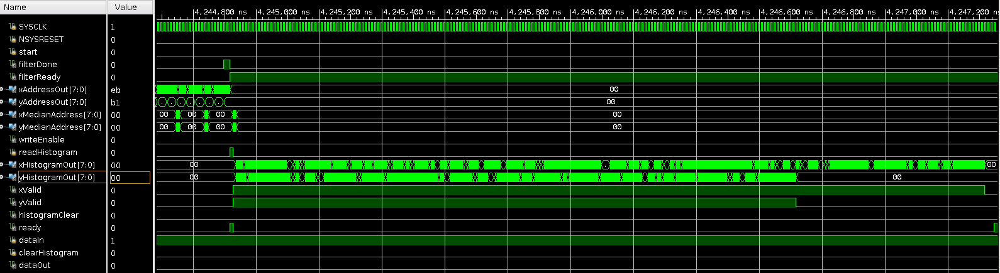 Name Value
4,244,800 ns 4,245,000 ns 4,245,200 ns 4,245,400 ns 4,245,600 ns 4,245,800 ns 4,246,000 ns 4,246,200 ns 4,246,400 ns 4,246,600 ns 4,246,800 ns 4,247,000 ns 4,247,200 ns
SYSCLK 1
NSYSRESET 0
start 0
filterDone 0
filterReady 0
xAddressOut[7:0] eb 00
yAddressOut[7:0] b1 . . . . . . . 00
xMedianAddress[7:0] 00 00 00 00 00
yMedianAddress[7:0] 00 00 00 00 00
writeEnable 0
readHistogram 0
xHistogramOut[7:0] 00 00 . 00
yHistogramOut[7:0] 00 00 00
xValid 0
yValid 0
histogramClear 0
ready 0
dataIn 1
clearHistogram 0
dataOut 0